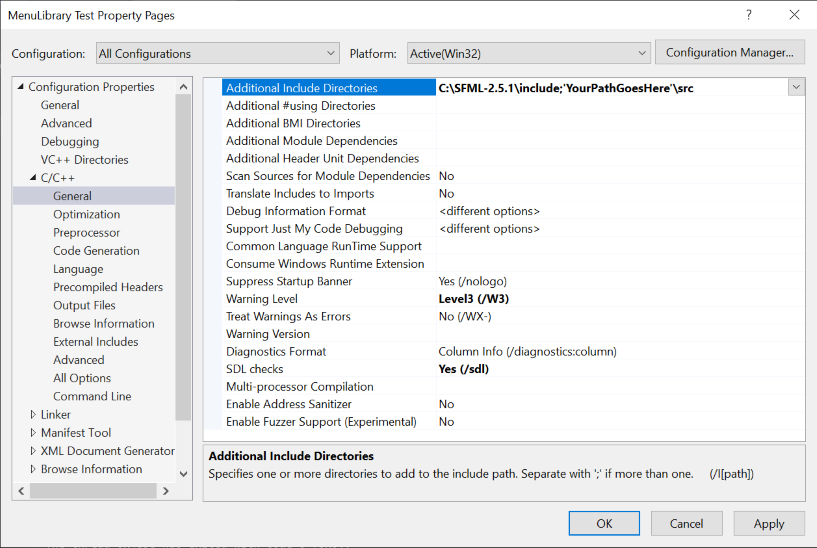 MenuLibrary Test Property Pages
? 
Configuration: All Configurations Platform: Active(Win32) Configuration Manager...
Configuration Properties
General
Advanced
Debugging
VC++ Directories
C/C++
General
Optimization
Preprocessor
Code Generation
Language
Precompiled Headers
Output Files
Browse Information
External Includes
Advanced
All Options
Command Line
Linker
Manifest Tool
XML Document Generator
Browse Information
Additional Include Directories C:\SFML-2.5.1\include;'YourPathGoesHere'\src
Additional #using Directories
Additional BMI Directories
Additional Module Dependencies
Additional Header Unit Dependencies
Scan Sources for Module Dependencies No
Translate Includes to Imports No
Debug Information Format <different options>
Support Just My Code Debugging <different options>
Common Language RunTime Support
Consume Windows Runtime Extension
Suppress Startup Banner Yes (/nologo)
Warning Level Level3 (/W3)
Treat Warnings As Errors No (/WX-)
Warning Version
Diagnostics Format Column Info (/diagnostics:column)
SDL checks Yes (/sdl)
Multi-processor Compilation
Enable Address Sanitizer No
Enable Fuzzer Support (Experimental) No
Additional Include Directories
Specifies one or more directories to add to the include path. Separate with ';' if more than one. (/I[path])
OK Cancel Apply